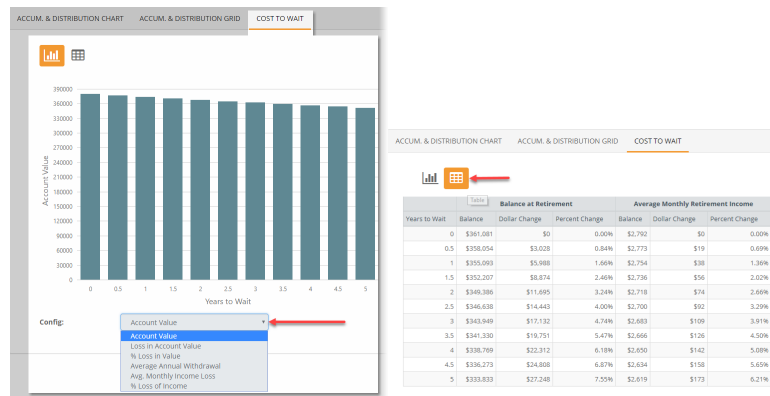 ACCUM. & DISTRIBUTION CHART ACCUM. & DISTRIBUTION GRID COST TO WAIT
390000
360000
330000
300000
270000
240000
210000
180000
150000
120000
90000
60000
30000
0
Account Value
0 0.5 1 1.5 2 2.5 3 3.5 4 4.5 5
Years to Wait
Config: Account Value
Account Value
Loss in Account Value
% Loss in Value
Average Annual Withdrawal
Avg. Monthly Income Loss
% Loss of Income
ACCUM. & DISTRIBUTION CHART ACCUM. & DISTRIBUTION GRID COST TO WAIT
Table
Balance at Retirement Average Monthly Retirement Income
Years to Wait Balance Dollar Change Percent Change Balance Dollar Change Percent Change
0 $361,081 $0 0.00% $2,792 $0 0.00%
0.5 $358.054 $3.028 0.84% $2,773 $19 0.69%
1 $355,093 $5,988 1.66% $2,754 $38 1.36%
1.5 $352,207 $8,874 2.46% $2,736 $56 2.02%
2 $349,386 $11,695 3.24% $2,718 $74 2.66%
2.5 $346,638 $14,443 4.00% $2,700 $92 3.29%
3 $343,949 $17,132 4.74% $2,683 $109 3.91%
3.5 $341,330 $19,751 5.47% $2,666 $126 4.50%
4 $338,769 $22,312 6.18% $2,650 $142 5.08%
4.5 $336,273 $24,808 6.87% $2,634 $158 5.65%
5 $333,833 $27,248 7.55% $2,619 $173 6.21%